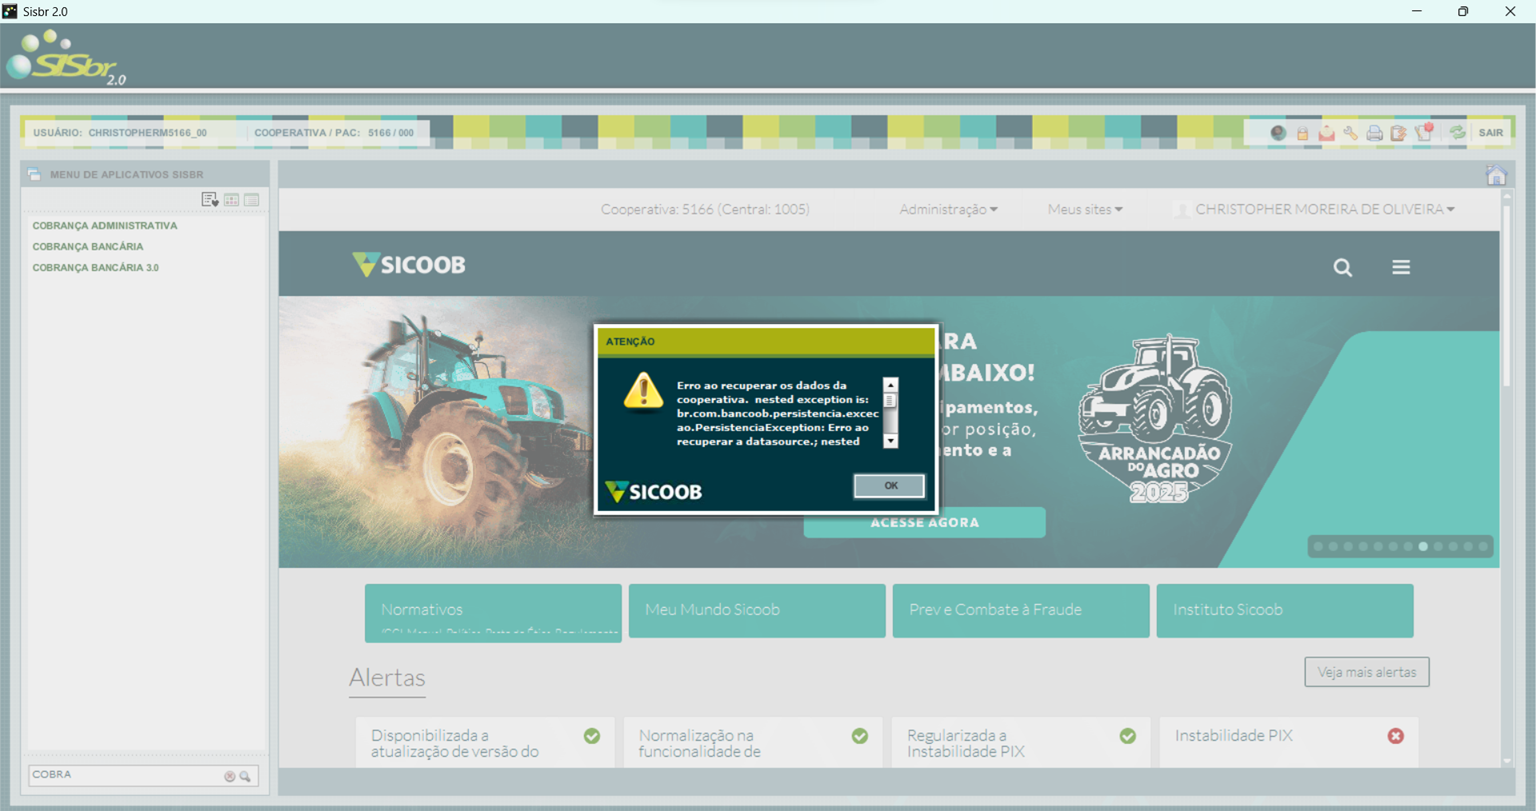 Sisbr 2.0
SISbr 2.0
USUÁRIO: CHRISTOPHERM5166_00
COOPERATIVA / PAC: 5166 / 000
SAIR
MENU DE APLICATIVOS SISBR
COBRANÇA ADMINISTRATIVA
COBRANÇA BANCÁRIA
COBRANÇA BANCÁRIA 3.0
COBRA
Cooperativa: 5166 (Central: 1005)
Administração
Meus sites
CHRISTOPHER MOREIRA DE OLIVEIRA
SICOOB
ARA
MBAIXO!
ipamentos,
or posição,
mento e a
ACESSE AGORA
ARRANCADÃO
DO AGRO
2025
ATENÇÃO
Erro ao recuperar os dados da
cooperativa. nested exception is:
br.com.bancoob.persistencia.excec
ao.PersistenciaException: Erro ao
recuperar a datasource.; nested
SICOOB
OK
Normativos
Meu Mundo Sicoob
Prev e Combate à Fraude
Instituto Sicoob
Alertas
Veja mais alertas
Disponibilizada a
atualização de versão do
Normalização na
funcionalidade de
Regularizada a
Instabilidade PIX
Instabilidade PIX